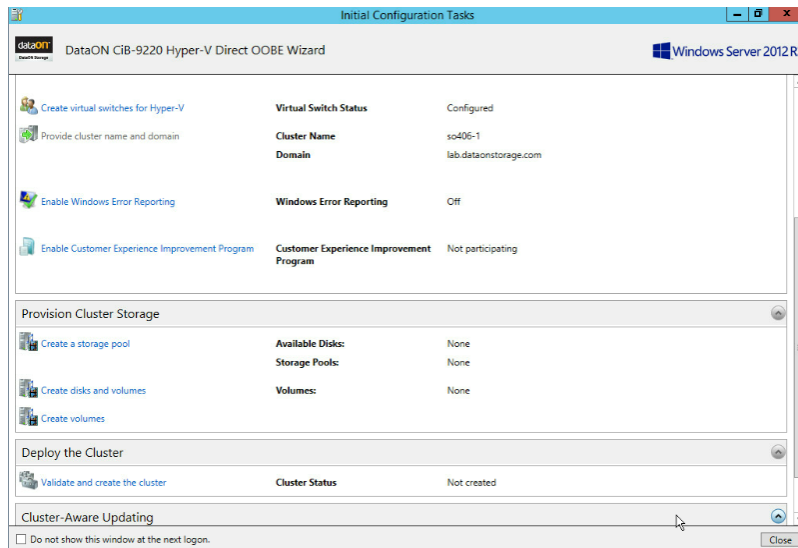 Initial Configuration Tasks
dataON
DataON Storage
DataON CiB-9220 Hyper-V Direct OOBE Wizard
Windows Server 2012 R
Create virtual switches for Hyper-V Virtual Switch Status Configured
Provide cluster name and domain Cluster Name so406-1
Domain lab.dataonstorage.com
Enable Windows Error Reporting Windows Error Reporting Off
Enable Customer Experience Improvement Program Customer Experience Improvement Not participating
Program
Provision Cluster Storage
Create a storage pool Available Disks: None
Storage Pools: None
Create disks and volumes Volumes: None
Create volumes
Deploy the Cluster
Validate and create the cluster Cluster Status Not created
Cluster-Aware Updating
Do not show this window at the next logon.
Close